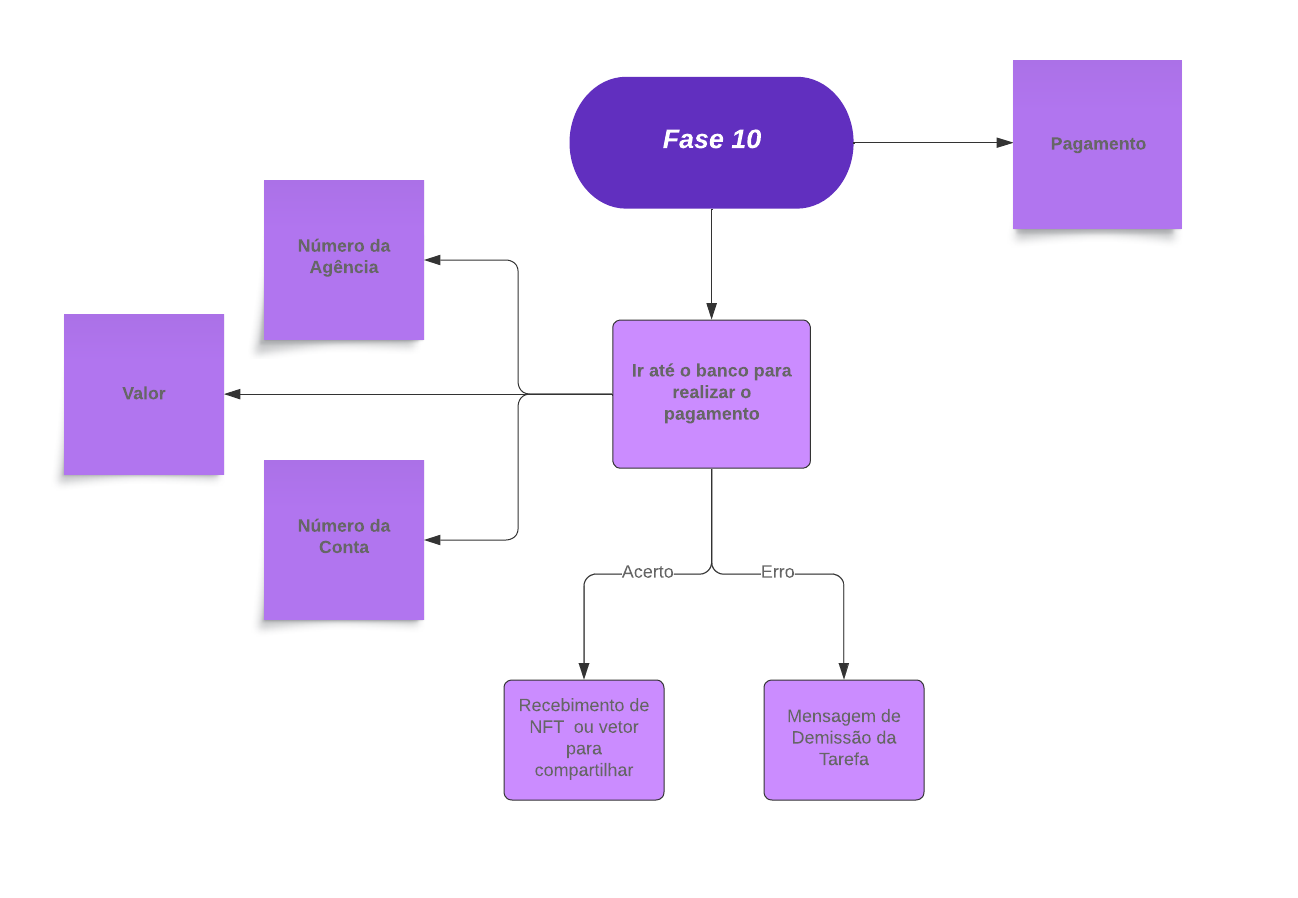 Fase 10
Pagamento
Número da
Agência
Valor
Ir até o banco para
realizar o
pagamento
Número da
Conta
Acerto
Erro
Recebimento de
NFT ou vetor
para
compartilhar
Mensagem de
Demissão da
Tarefa